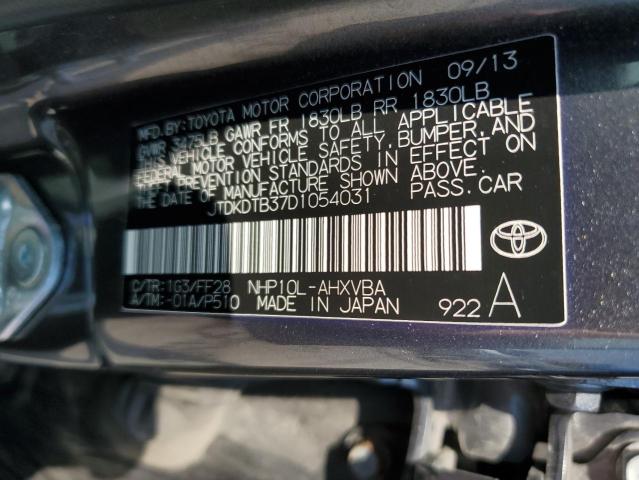 MFD.BY:TOYOTA MOTOR CORPORATION 09/13
GVWR 3475LB GAWR FR 1830LB RR 1830LB
THIS VEHICLE CONFORMS TO ALL APPLICABLE
FEDERAL MOTOR VEHICLE SAFETY, BUMPER, AND
THEFT PREVENTION STANDARDS IN EFFECT ON
THE DATE OF MANUFACTURE SHOWN ABOVE.
JTDKDTB37D1054031 PASS.CAR
C/TR:1G3/FF28 NHP10L-AHXVBA
A/TM:-01A/P510 MADE IN JAPAN 922 A